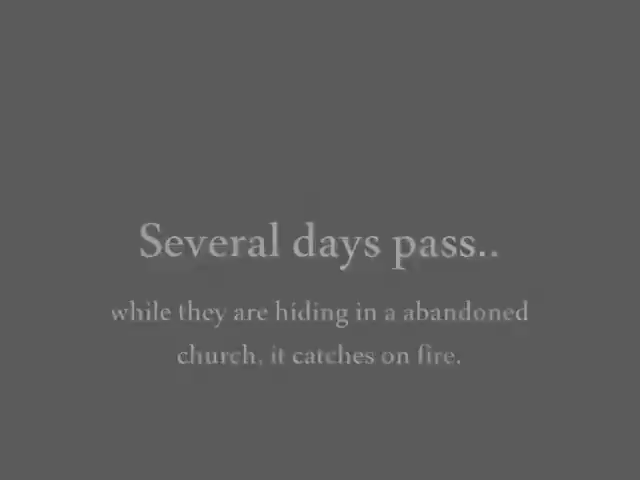 Several days pass..
while they are hiding in a abandoned
church, it catches on fire.